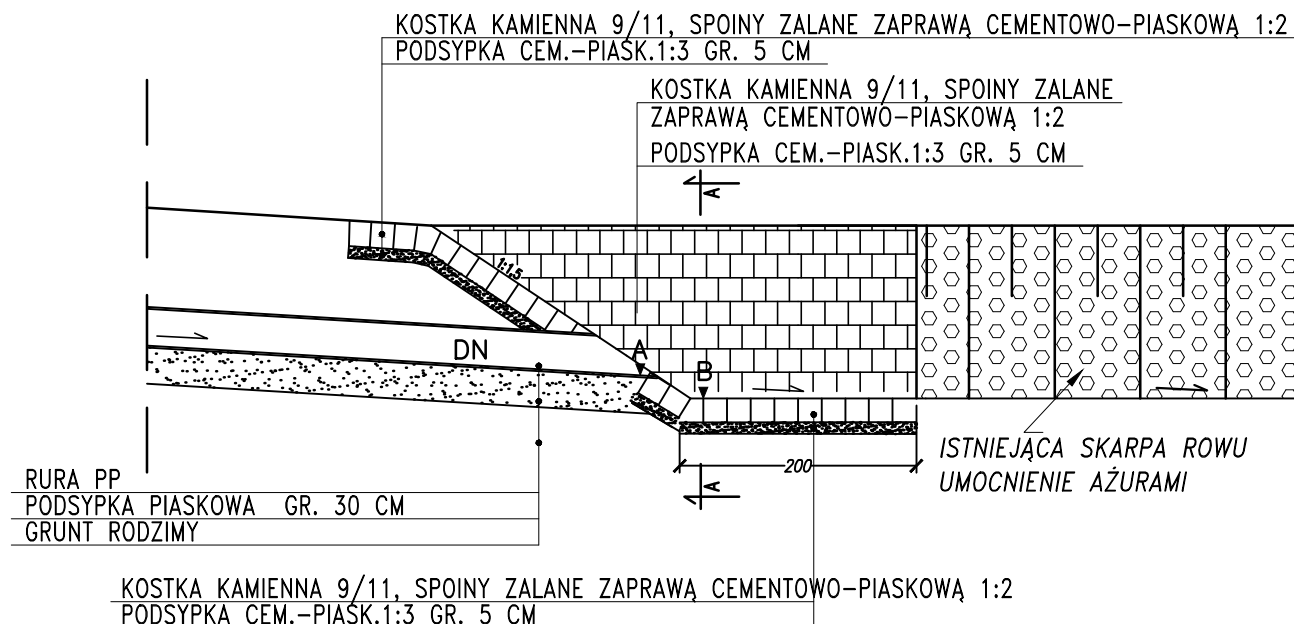 KOSTKA KAMIENNA 9/11, SPOINY ZALANE ZAPRAWĄ CEMENTOWO-PIASKOWĄ 1:2
PODSYPKA CEM.-PIASK.1:3 GR. 5 CM
KOSTKA KAMIENNA 9/11, SPOINY ZALANE
ZAPRAWĄ CEMENTOWO-PIASKOWĄ 1:2
PODSYPKA CEM.-PIASK.1:3 GR. 5 CM
A
1:1.5
DN
A
B
200
A
ISTNIEJĄCA SKARPA ROWU
UMOCNIENIE AŻURAMI
RURA PP
PODSYPKA PIASKOWA GR. 30 CM
GRUNT RODZIMY
KOSTKA KAMIENNA 9/11, SPOINY ZALANE ZAPRAWĄ CEMENTOWO-PIASKOWĄ 1:2
PODSYPKA CEM.-PIASK.1:3 GR. 5 CM